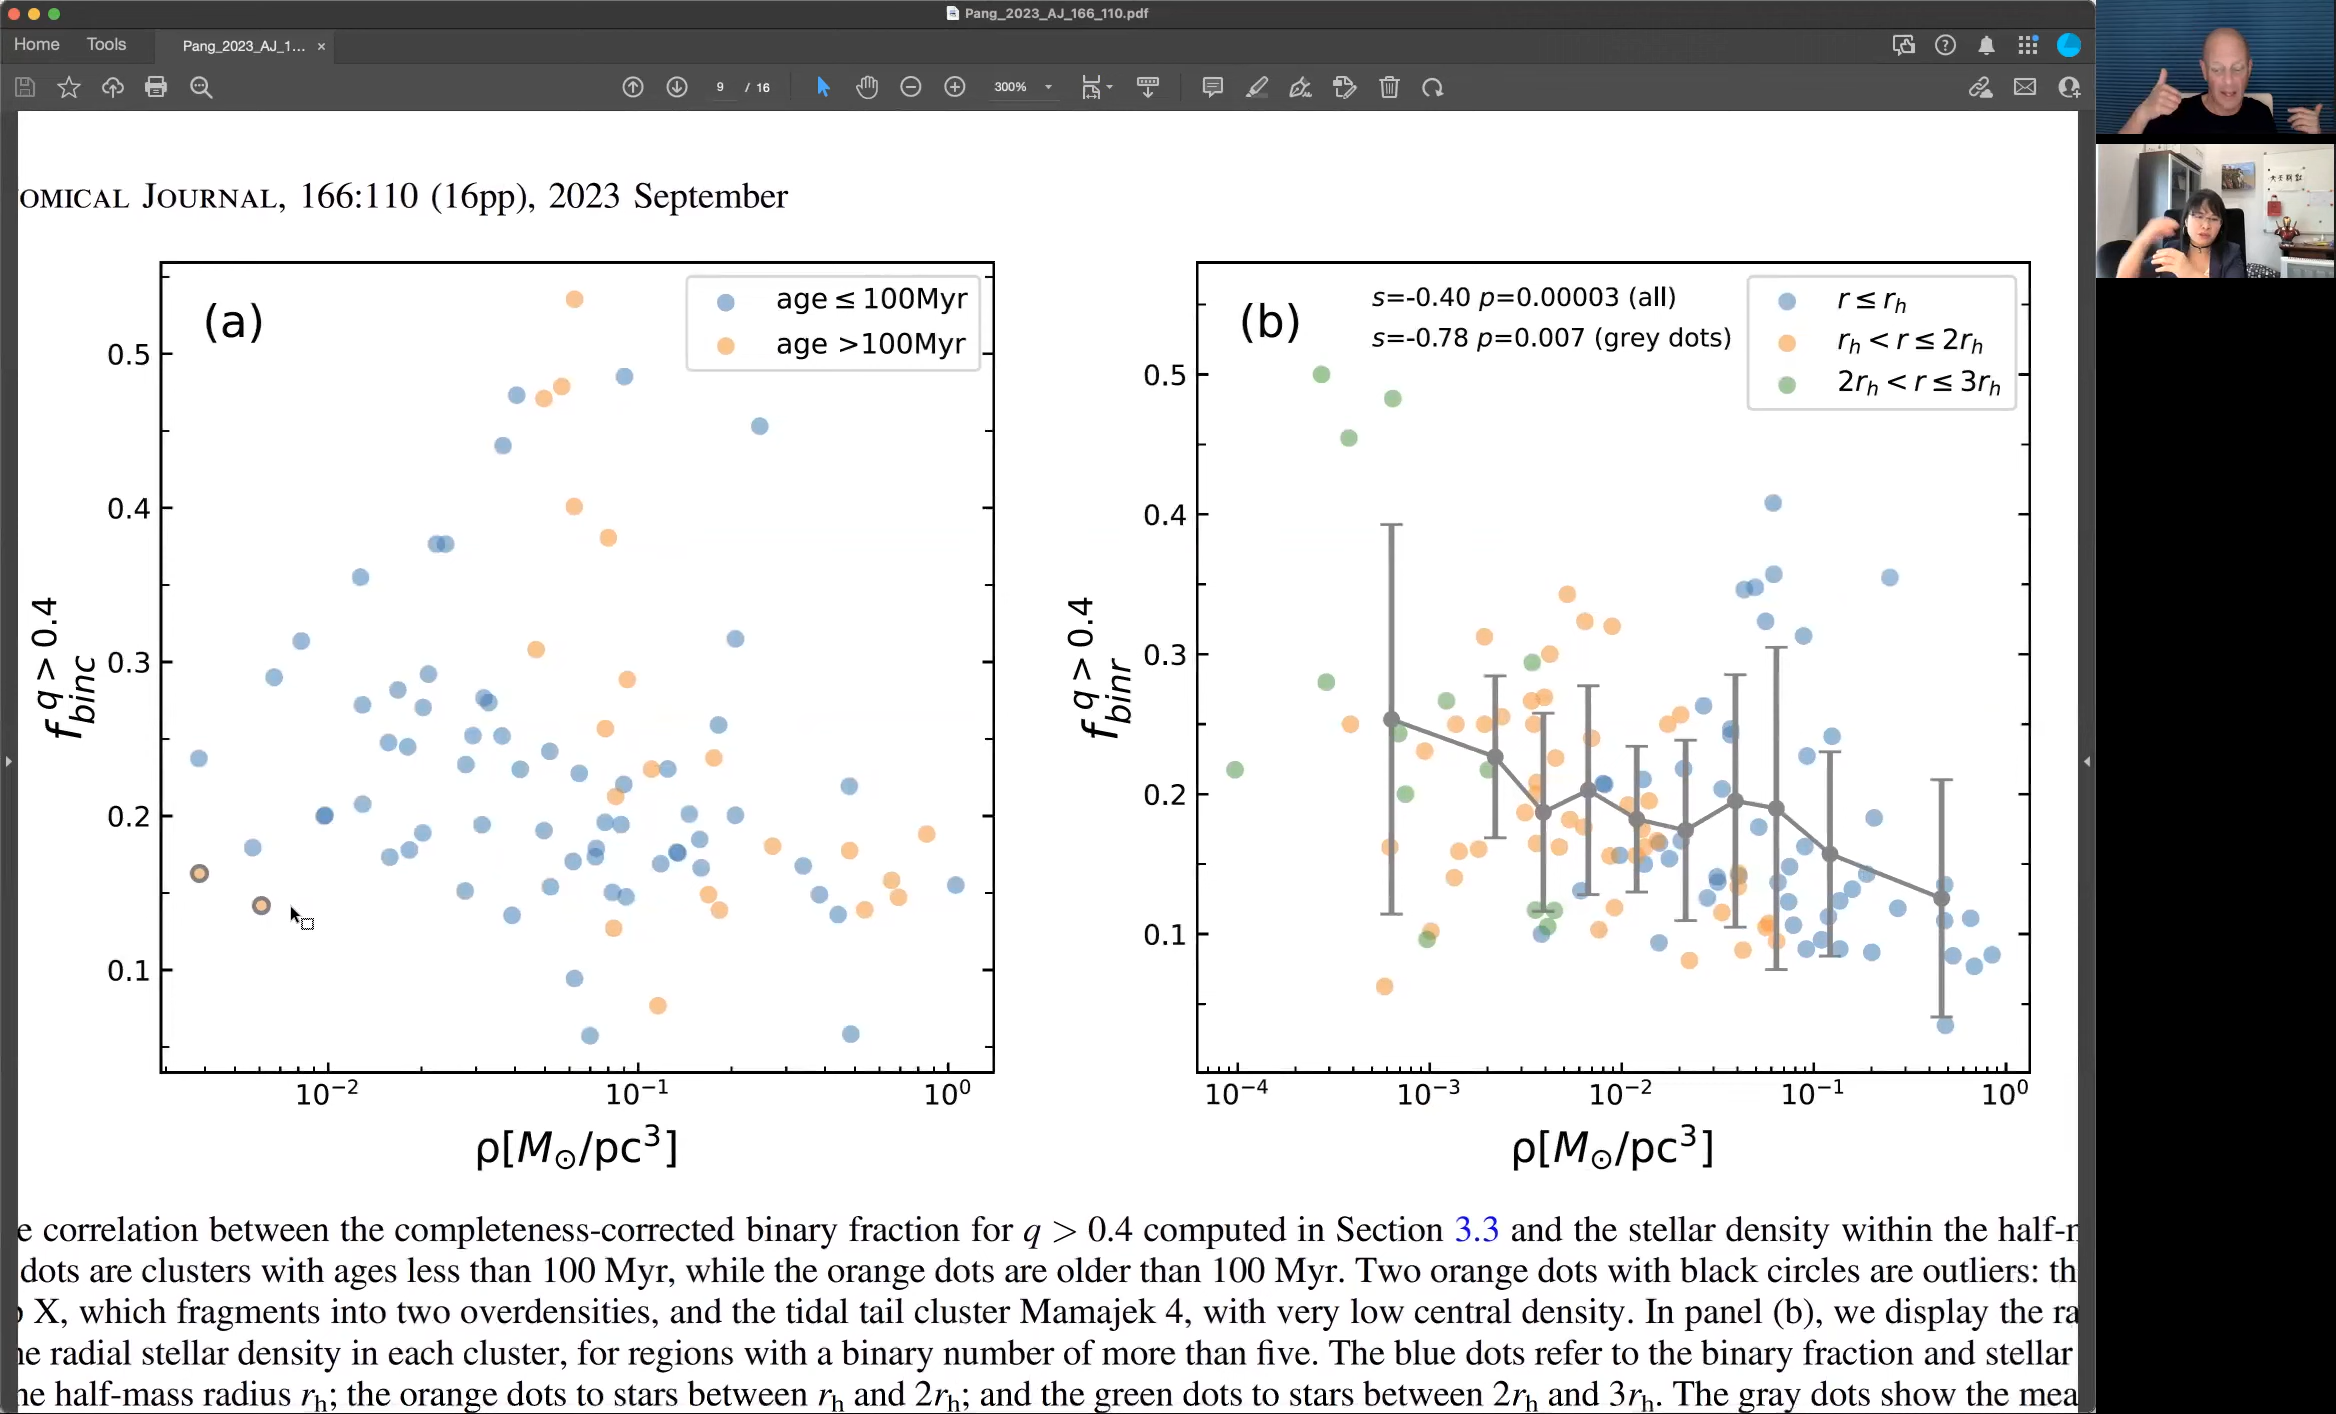 Pang_2023_AJ_166_110.pdf
Home Tools Pang_2023_AJ_1... ×
9 / 16 300%
OMICAL JOURNAL, 166:110 (16pp), 2023 September
(a)
age ≤ 100Myr
age >100Myr
0.5
0.4
0.3
0.2
0.1
f_{binc}^{q > 0.4}
10⁻² 10⁻¹ 10⁰
ρ[M⊙/pc³]
(b)
s=-0.40 p=0.00003 (all)
s=-0.78 p=0.007 (grey dots)
r ≤ r_h
r_h < r ≤ 2r_h
2r_h < r ≤ 3r_h
0.5
0.4
0.3
0.2
0.1
f_{binr}^{q > 0.4}
10⁻⁴ 10⁻³ 10⁻² 10⁻¹ 10⁰
ρ[M⊙/pc³]
e correlation between the completeness-corrected binary fraction for q > 0.4 computed in Section 3.3 and the stellar density within the half-
dots are clusters with ages less than 100 Myr, while the orange dots are older than 100 Myr. Two orange dots with black circles are outliers: th
X, which fragments into two overdensities, and the tidal tail cluster Mamajek 4, with very low central density. In panel (b), we display the ra
he radial stellar density in each cluster, for regions with a binary number of more than five. The blue dots refer to the binary fraction and stellar
he half-mass radius r_h; the orange dots to stars between r_h and 2r_h; and the green dots to stars between 2r_h and 3r_h. The gray dots show the mea